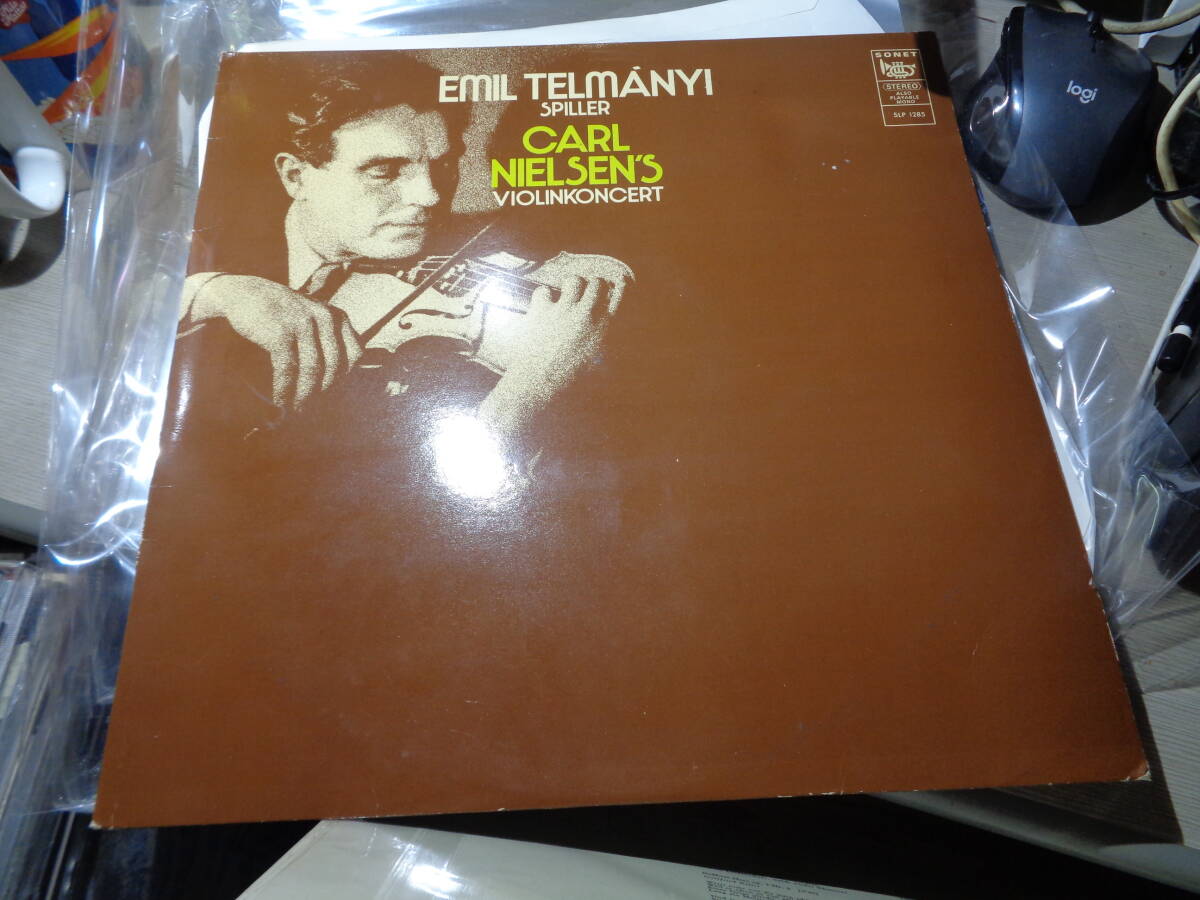 EMIL TELMÁNYI
SPILLER
CARL
NIELSEN'S
VIOLINKONCERT
SONET
STEREO
ALSO
PLAYABLE
MONO
SLP 1285
logi